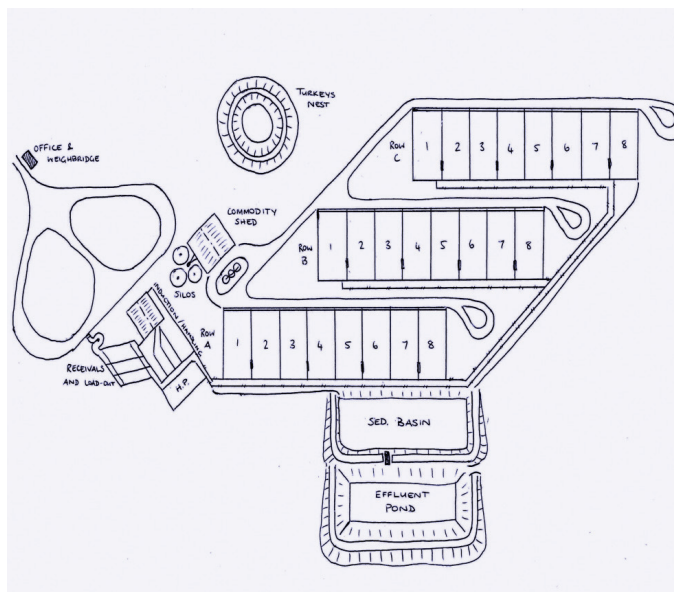 TURKEYS
NEST
OFFICE &
WEIGHBRIDGE
ROW
C
1 2 3 4 5 6 7 8
COMMODITY
SHED
ROW
B
1 2 3 4 5 6 7 8
SILOS
INDUCTION/HANDLING
ROW
A
1 2 3 4 5 6 7 8
RECEIVALS
AND LOAD-OUT
H.P.
SED. BASIN
EFFLUENT
POND